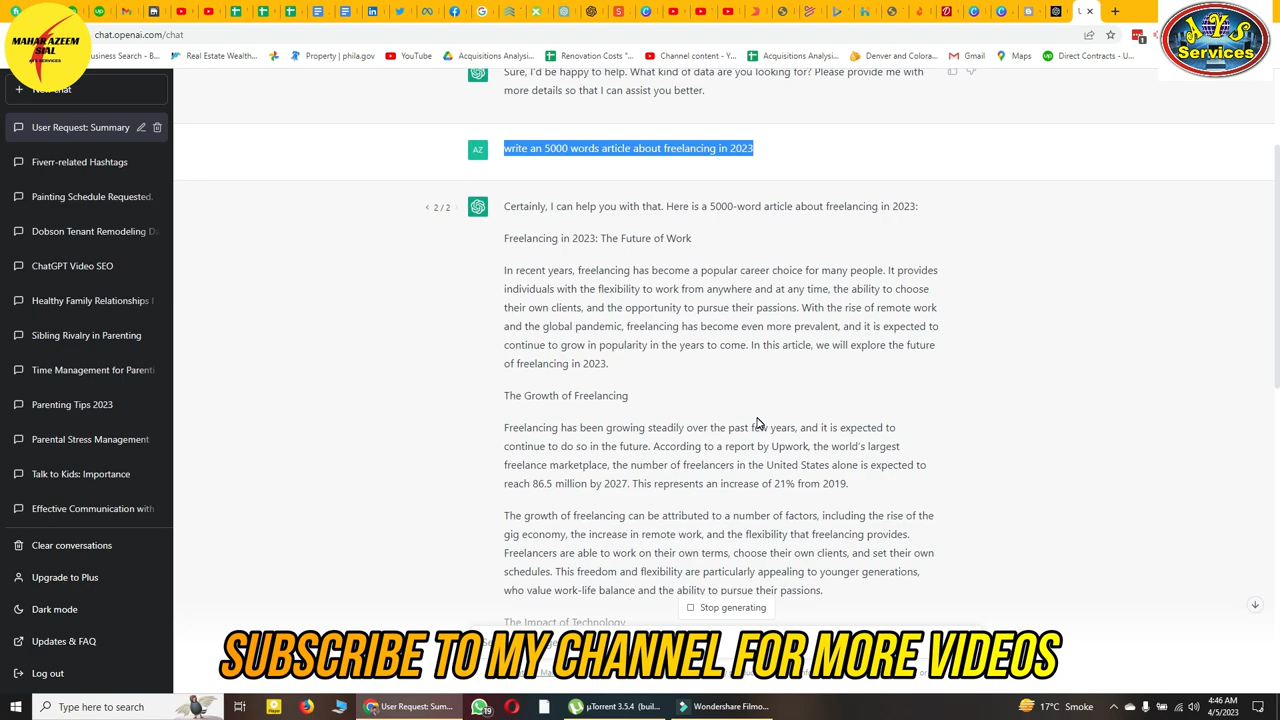 MAHAR AZEEM
SIAL
AYS SERVICES
AYS
Services
chat.openai.com/chat
Business Search - B...
Real Estate Wealth...
Property | phila.gov
YouTube
Acquisitions Analysi...
Renovation Costs "...
Channel content - Y...
Acquisitions Analysi...
Denver and Colora...
Gmail
Maps
Direct Contracts - U...
New chat
User Request: Summary
Fiverr-related Hashtags
Painting Schedule Requested.
Dobson Tenant Remodeling Da
ChatGPT Video SEO
Healthy Family Relationships I
Sibling Rivalry in Parenting
Time Management for Parenti
Parenting Tips 2023
Parental Stress Management
Talk to Kids: Importance
Effective Communication with
Clear conversations
Upgrade to Plus
Dark mode
Updates & FAQ
Log out
Sure, I'd be happy to help. What kind of data are you looking for? Please provide me with
more details so that I can assist you better.
AZ
write an 5000 words article about freelancing in 2023
< 2 / 2 >
Certainly, I can help you with that. Here is a 5000-word article about freelancing in 2023:
Freelancing in 2023: The Future of Work
In recent years, freelancing has become a popular career choice for many people. It provides
individuals with the flexibility to work from anywhere and at any time, the ability to choose
their own clients, and the opportunity to pursue their passions. With the rise of remote work
and the global pandemic, freelancing has become even more prevalent, and it is expected to
continue to grow in popularity in the years to come. In this article, we will explore the future
of freelancing in 2023.
The Growth of Freelancing
Freelancing has been growing steadily over the past few years, and it is expected to
continue to do so in the future. According to a report by Upwork, the world's largest
freelance marketplace, the number of freelancers in the United States alone is expected to
reach 86.5 million by 2027. This represents an increase of 21% from 2019.
The growth of freelancing can be attributed to a number of factors, including the rise of the
gig economy, the increase in remote work, and the flexibility that freelancing provides.
Freelancers are able to work on their own terms, choose their own clients, and set their own
schedules. This freedom and flexibility are particularly appealing to younger generations,
who value work-life balance and the ability to pursue their passions.
Stop generating
The Impact of Technology
SUBSCRIBE TO MY CHANNEL FOR MORE VIDEOS
Type here to search
User Request: Sum...
19
µTorrent 3.5.4 (buil...
Wondershare Filmo...
17°C Smoke
4:46 AM
4/5/2023